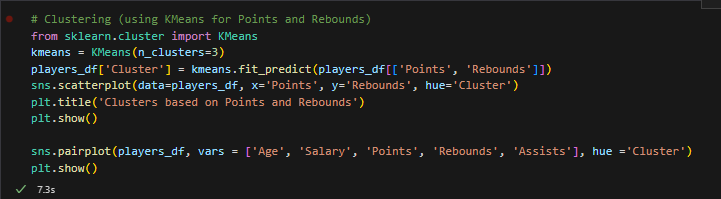 # Clustering (using KMeans for Points and Rebounds)
from sklearn.cluster import KMeans
kmeans = KMeans(n_clusters=3)
players_df['Cluster'] = kmeans.fit_predict(players_df[['Points', 'Rebounds']])
sns.scatterplot(data=players_df, x='Points', y='Rebounds', hue='Cluster')
plt.title('Clusters based on Points and Rebounds')
plt.show()

sns.pairplot(players_df, vars = ['Age', 'Salary', 'Points', 'Rebounds', 'Assists'], hue ='Cluster')
plt.show()
7.3s